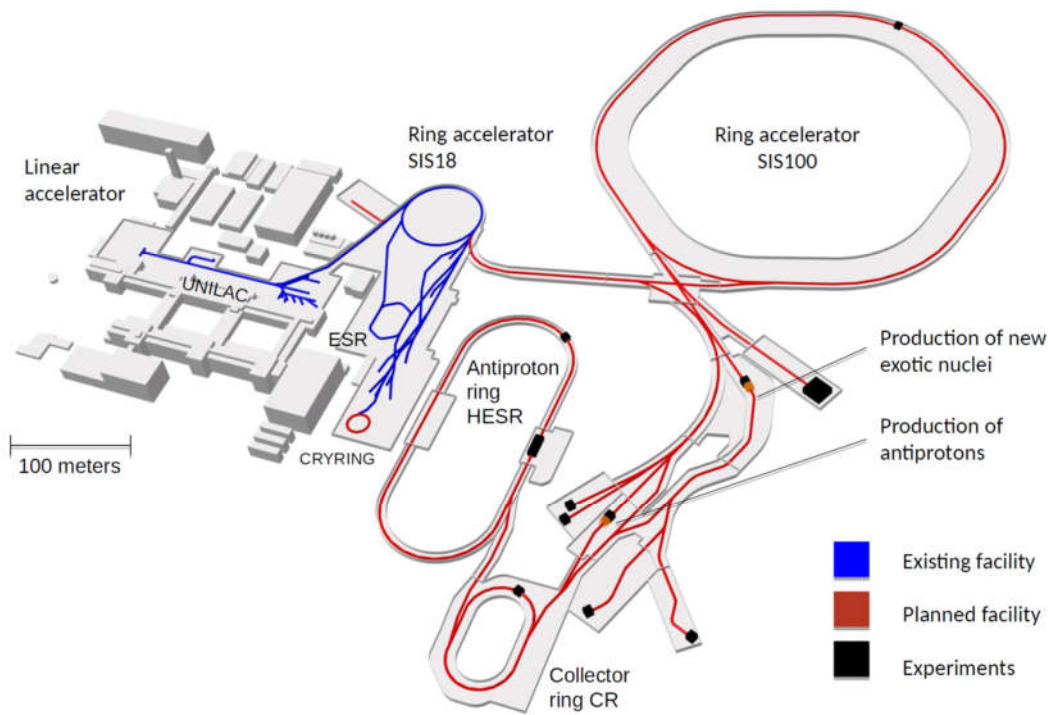 Ring accelerator
SIS18
Ring accelerator
SIS100
Linear
accelerator
UNILAC
ESR
Antiproton
ring
HESR
Production of new
exotic nuclei
Production of
antiprotons
100 meters
CRYRING
Existing facility
Planned facility
Experiments
Collector
ring CR